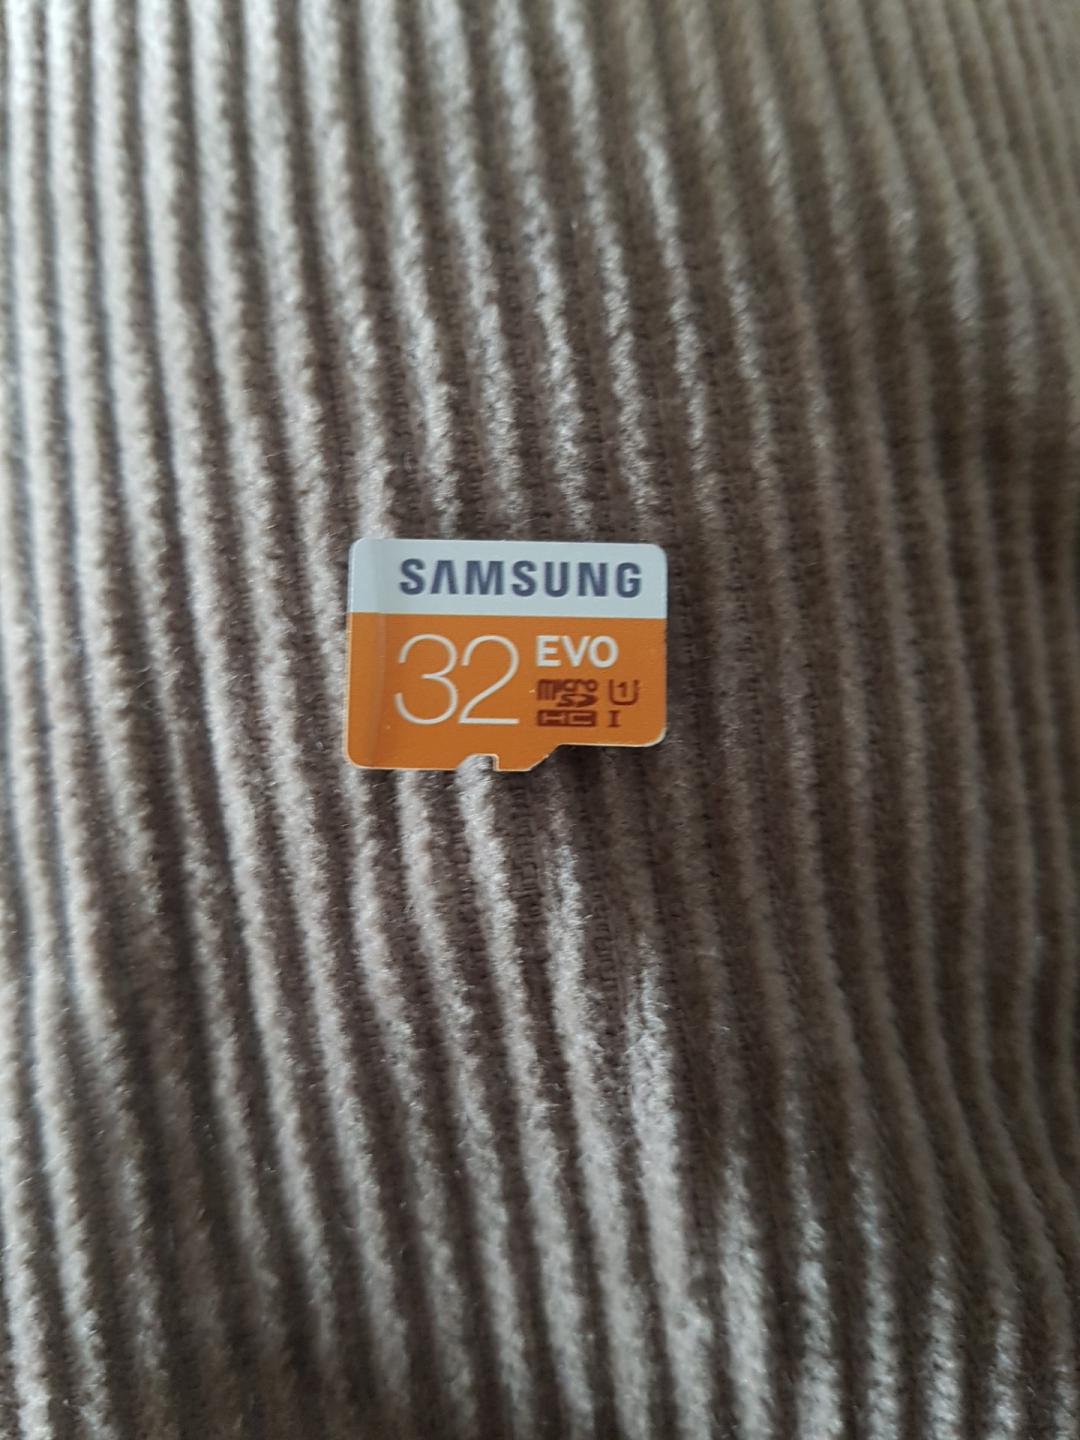 SAMSUNG
32 EVO
micro SD HC U1 I